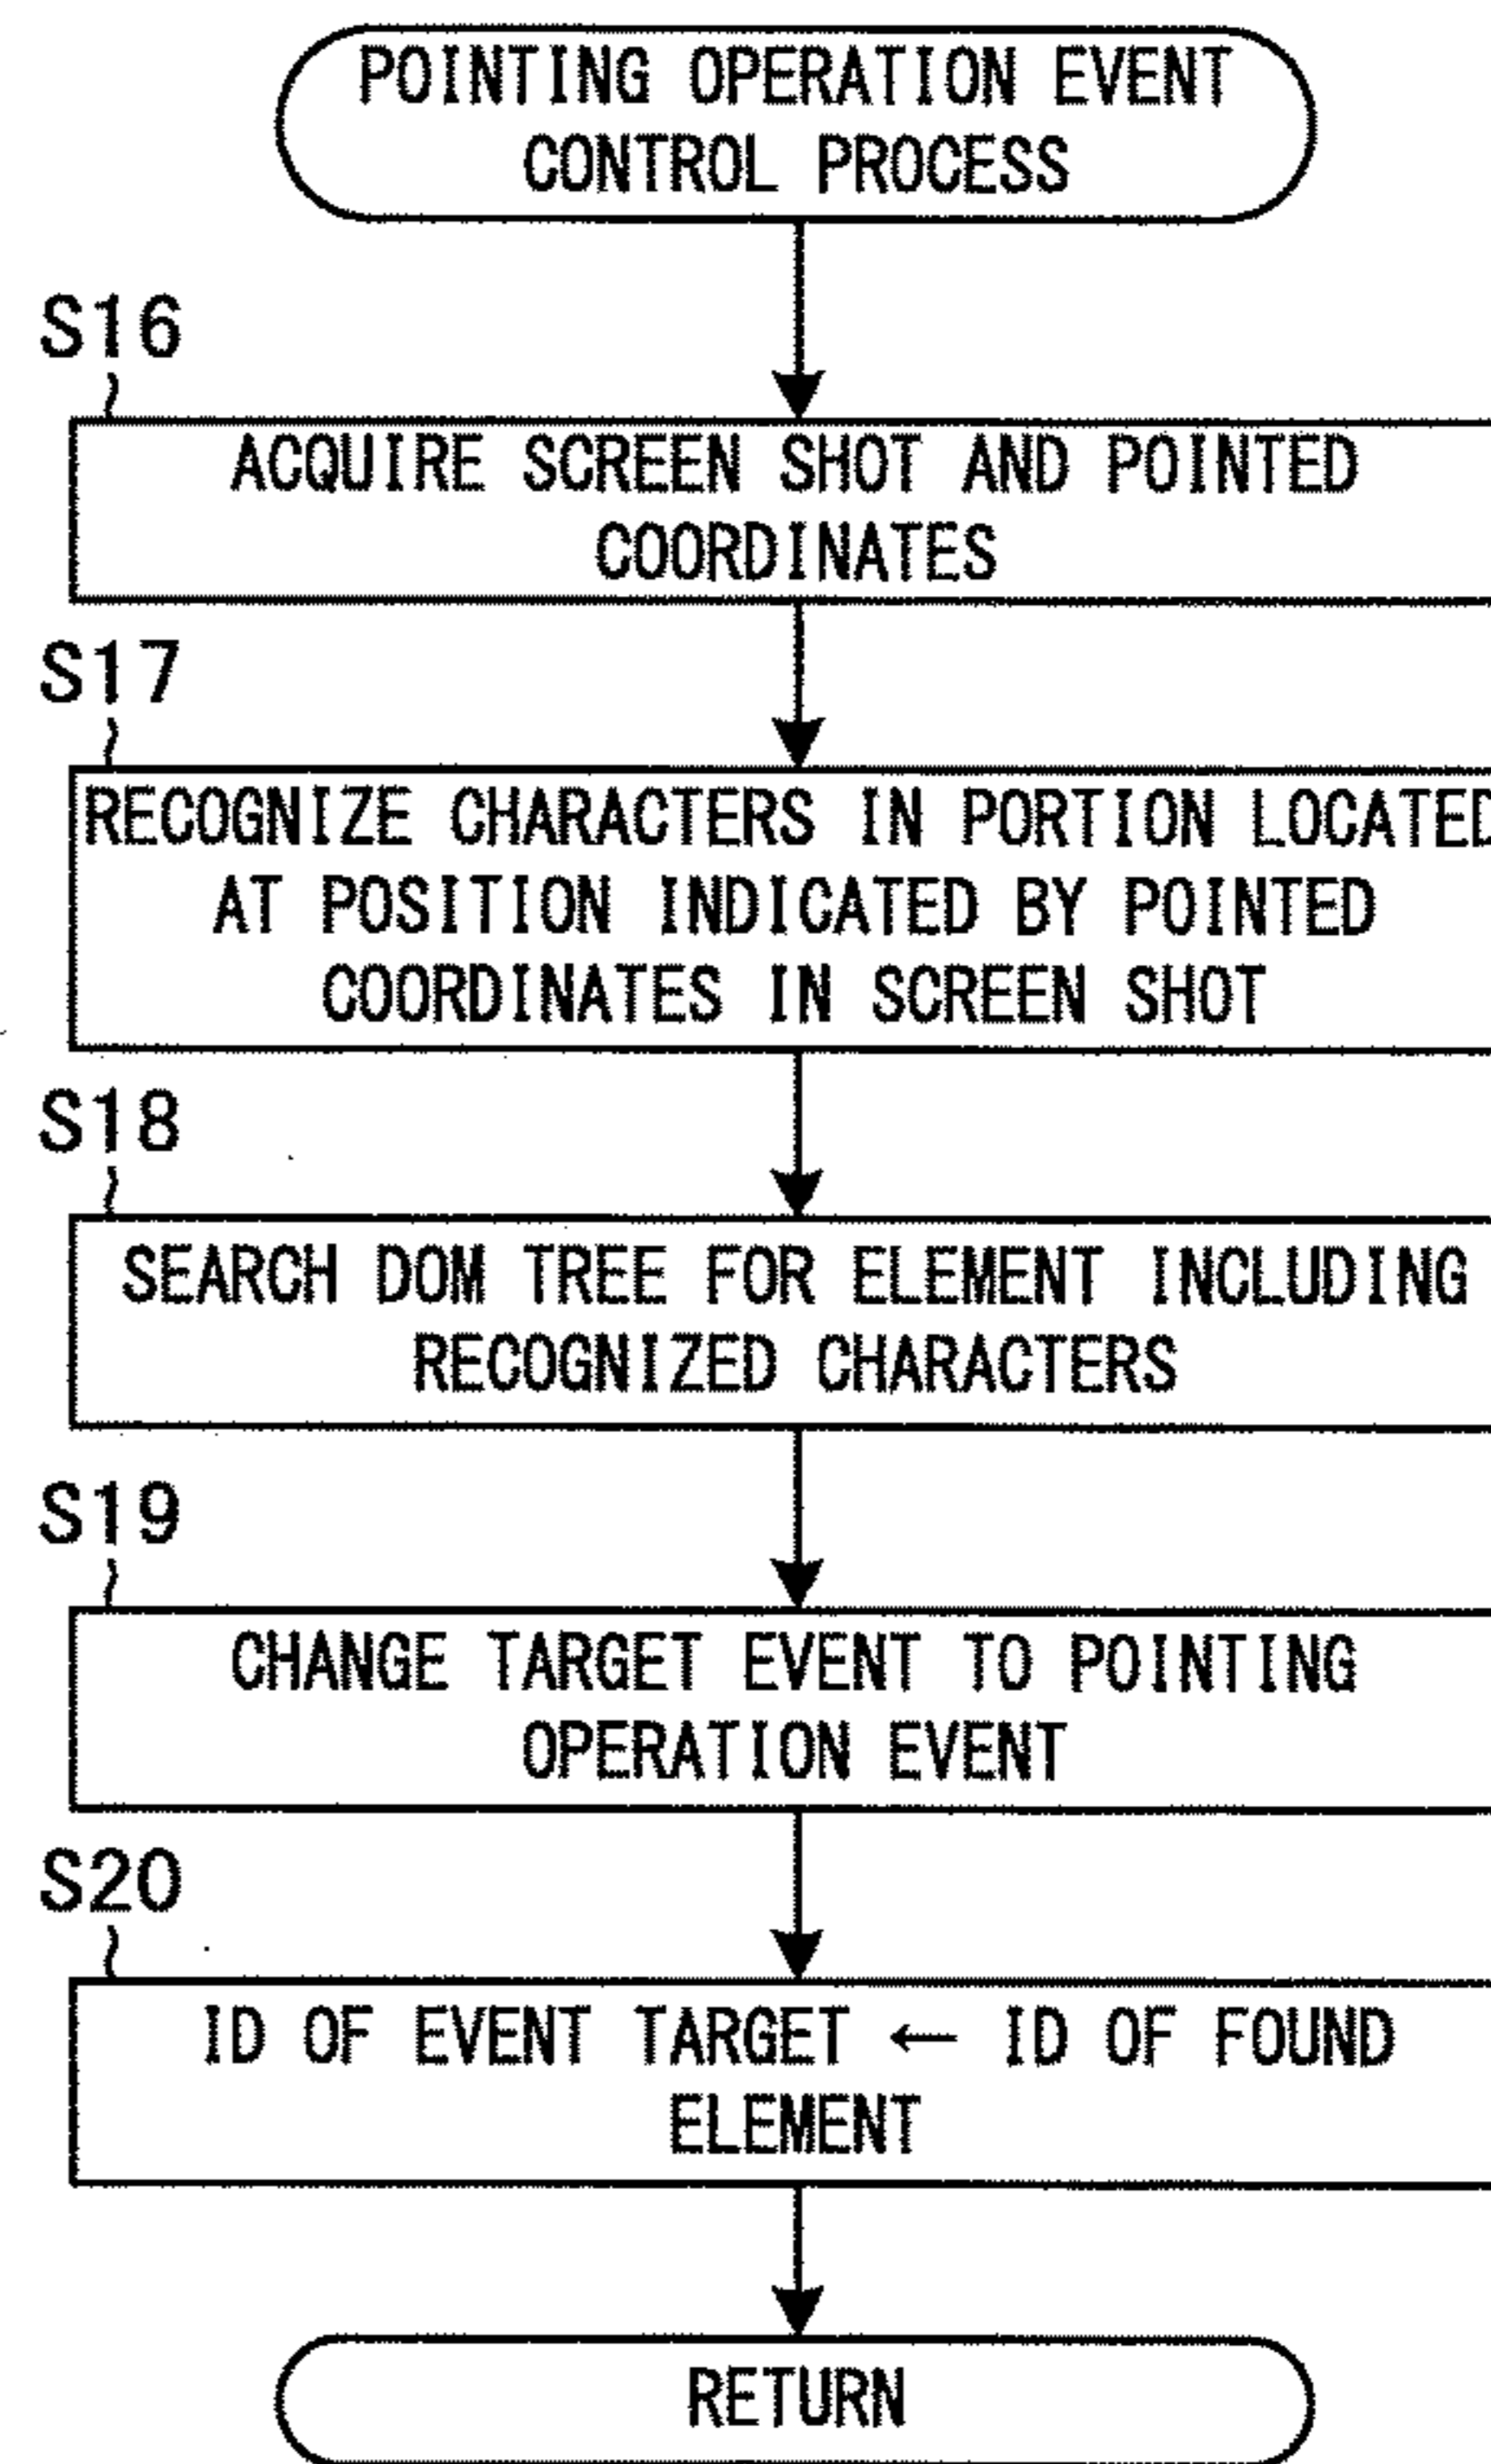 POINTING OPERATION EVENT
CONTROL PROCESS
S16
ACQUIRE SCREEN SHOT AND POINTED
COORDINATES
S17
RECOGNIZE CHARACTERS IN PORTION LOCATED
AT POSITION INDICATED BY POINTED
COORDINATES IN SCREEN SHOT
S18
SEARCH DOM TREE FOR ELEMENT INCLUDING
RECOGNIZED CHARACTERS
S19
CHANGE TARGET EVENT TO POINTING
OPERATION EVENT
S20
ID OF EVENT TARGET ← ID OF FOUND
ELEMENT
RETURN